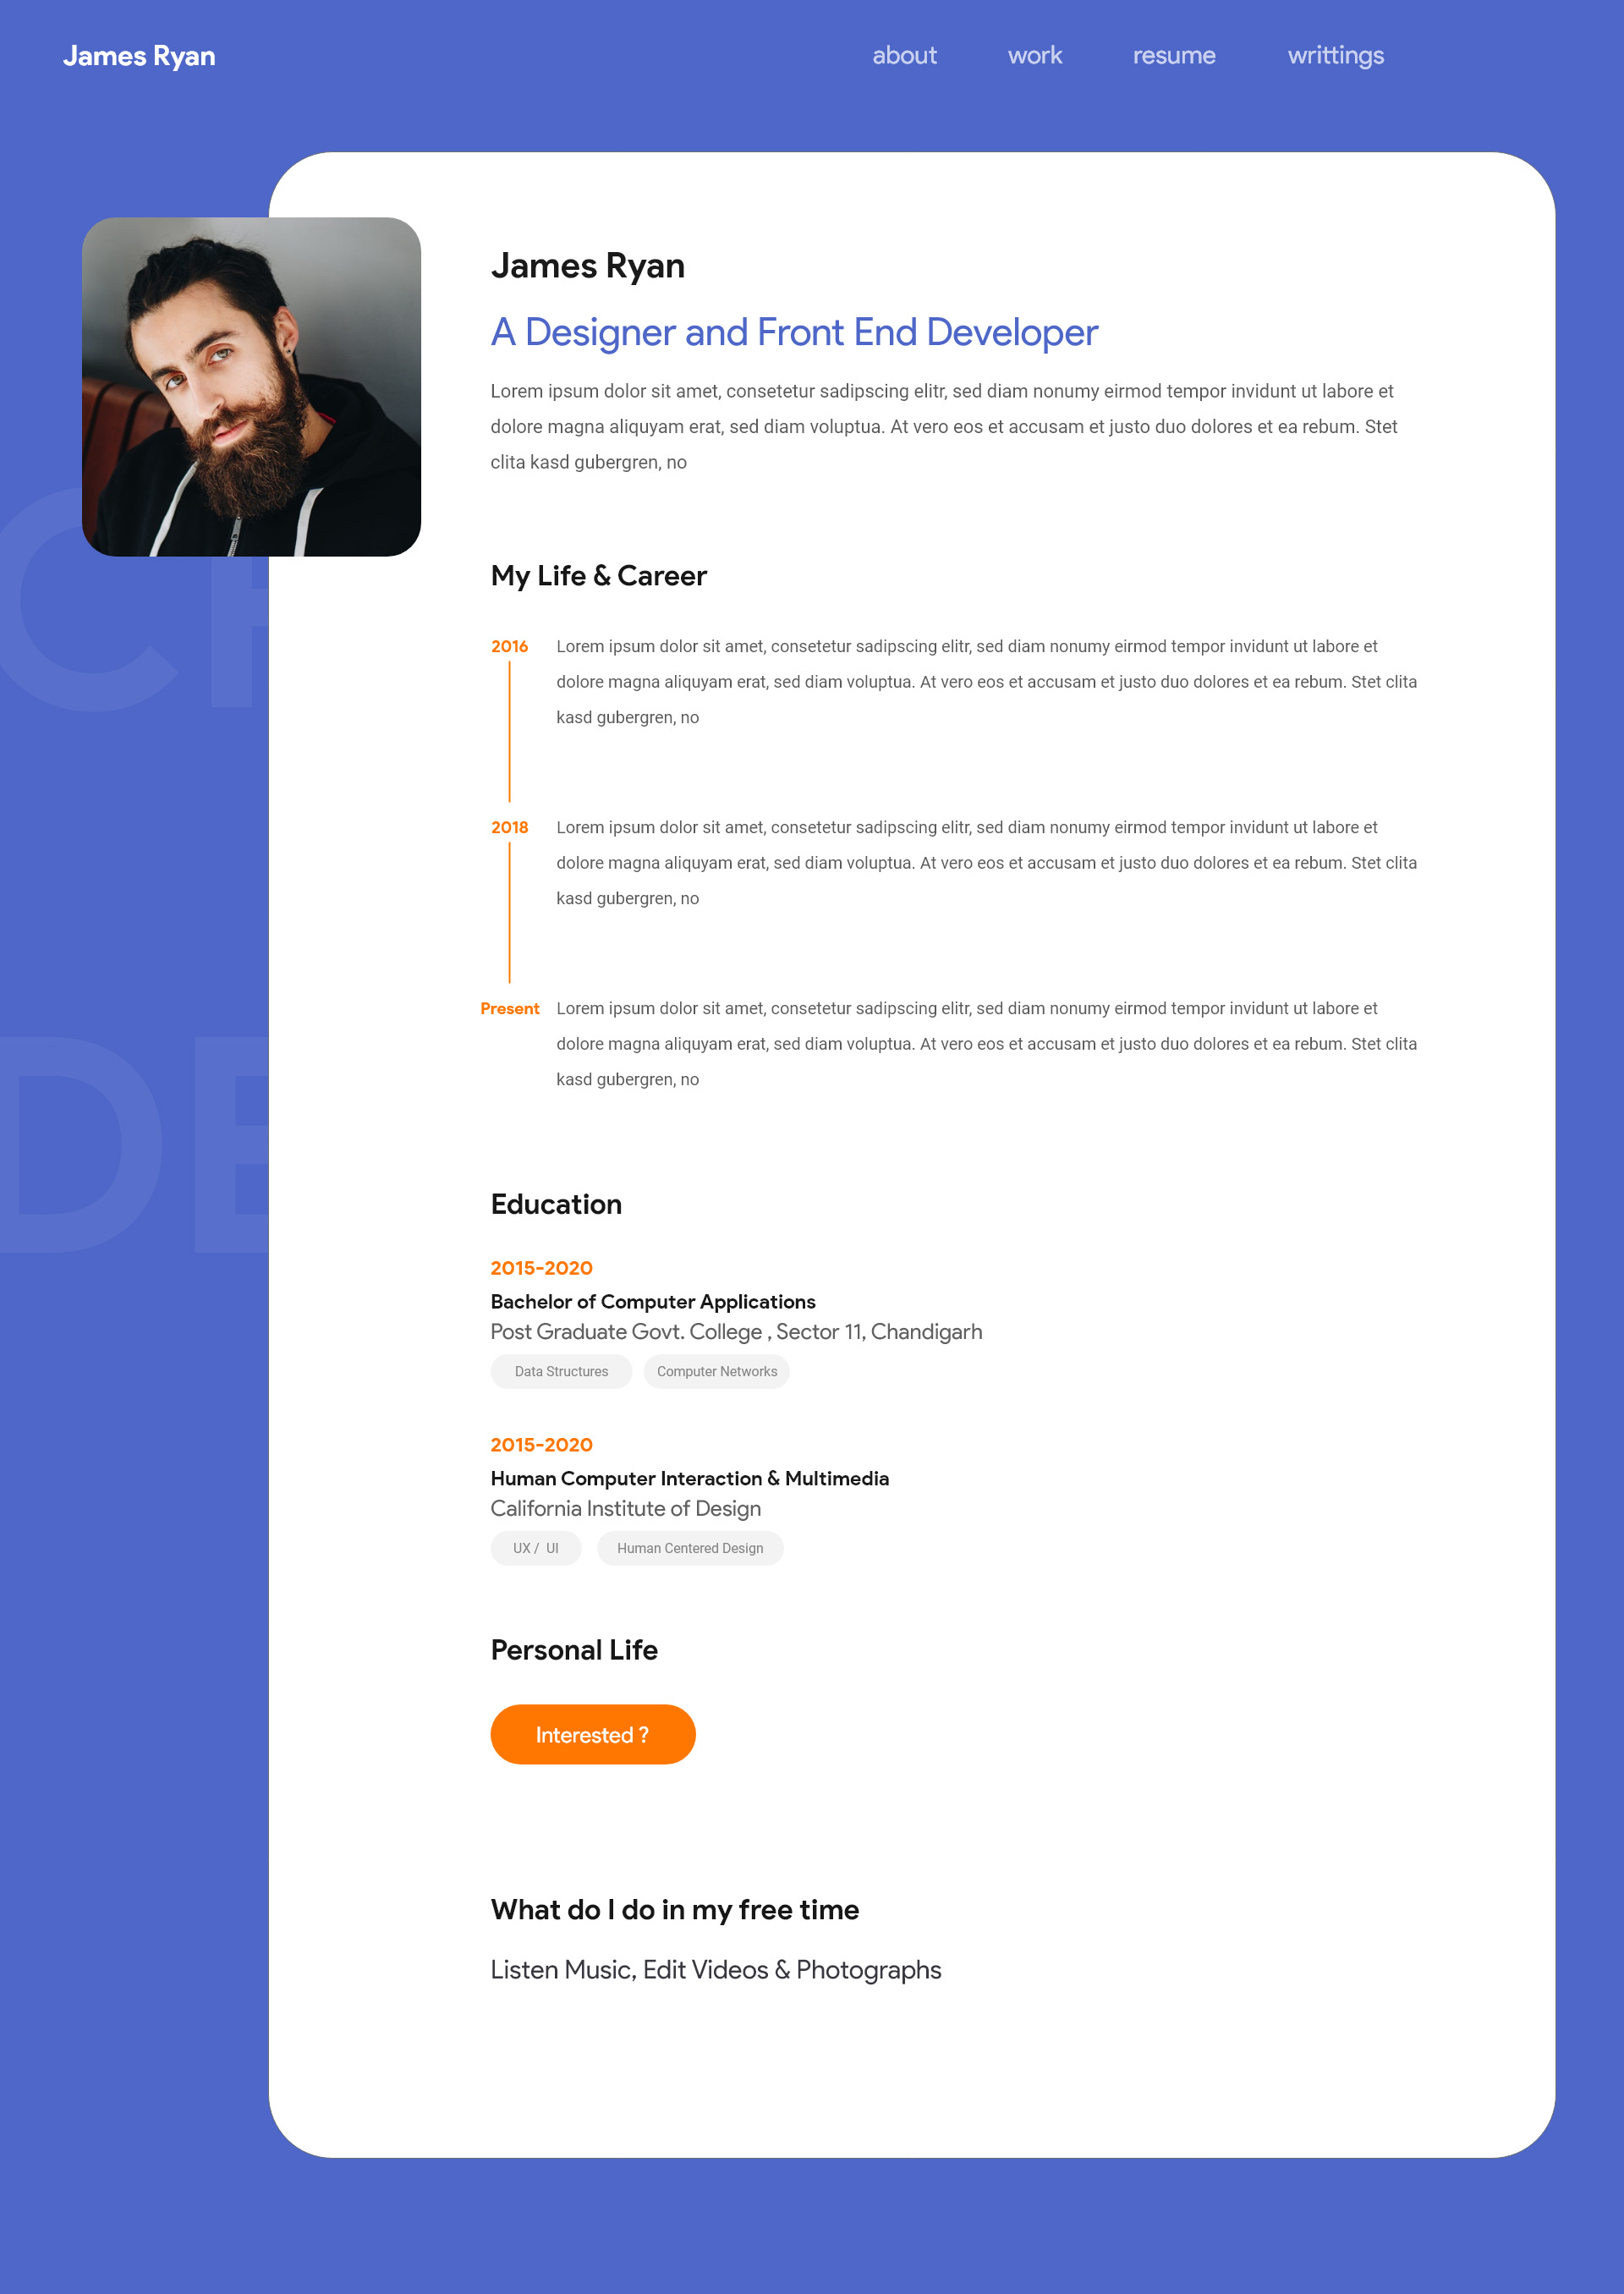 James Ryan
about work resume writtings
James Ryan
A Designer and Front End Developer
Lorem ipsum dolor sit amet, consetetur sadipscing elitr, sed diam nonumy eirmod tempor invidunt ut labore et
dolore magna aliquyam erat, sed diam voluptua. At vero eos et accusam et justo duo dolores et ea rebum. Stet
clita kasd gubergren, no
My Life & Career
2016 Lorem ipsum dolor sit amet, consetetur sadipscing elitr, sed diam nonumy eirmod tempor invidunt ut labore et
dolore magna aliquyam erat, sed diam voluptua. At vero eos et accusam et justo duo dolores et ea rebum. Stet clita
kasd gubergren, no
2018 Lorem ipsum dolor sit amet, consetetur sadipscing elitr, sed diam nonumy eirmod tempor invidunt ut labore et
dolore magna aliquyam erat, sed diam voluptua. At vero eos et accusam et justo duo dolores et ea rebum. Stet clita
kasd gubergren, no
Present Lorem ipsum dolor sit amet, consetetur sadipscing elitr, sed diam nonumy eirmod tempor invidunt ut labore et
dolore magna aliquyam erat, sed diam voluptua. At vero eos et accusam et justo duo dolores et ea rebum. Stet clita
kasd gubergren, no
Education
2015-2020
Bachelor of Computer Applications
Post Graduate Govt. College , Sector 11, Chandigarh
Data Structures Computer Networks
2015-2020
Human Computer Interaction & Multimedia
California Institute of Design
UX / UI Human Centered Design
Personal Life
Interested ?
What do I do in my free time
Listen Music, Edit Videos & Photographs